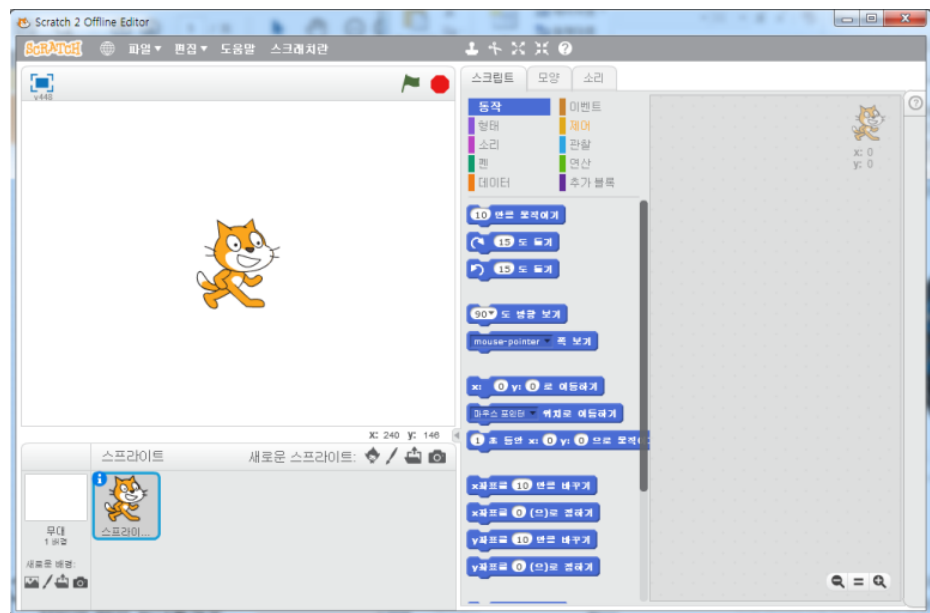 Scratch 2 Offline Editor
SCRATCH 파일 편집 도움말 스크래치란
v448
스크립트 모양 소리
동작 이벤트
형태 제어
소리 관찰
펜 연산
데이터 추가 블록
x: 0
y: 0
10 만큼 움직이기
15 도 돌기
15 도 돌기
90 도 방향 보기
mouse-pointer 쪽 보기
x: 0 y: 0 로 이동하기
마우스 포인터 위치로 이동하기
1 초 동안 x: 0 y: 0 으로 움직이
x좌표를 10 만큼 바꾸기
x좌표를 0 (으)로 정하기
y좌표를 10 만큼 바꾸기
y좌표를 0 (으)로 정하기
x: 240 y: 146
스프라이트 새로운 스프라이트:
무대
1 배경
스프라이...
새로운 배경: